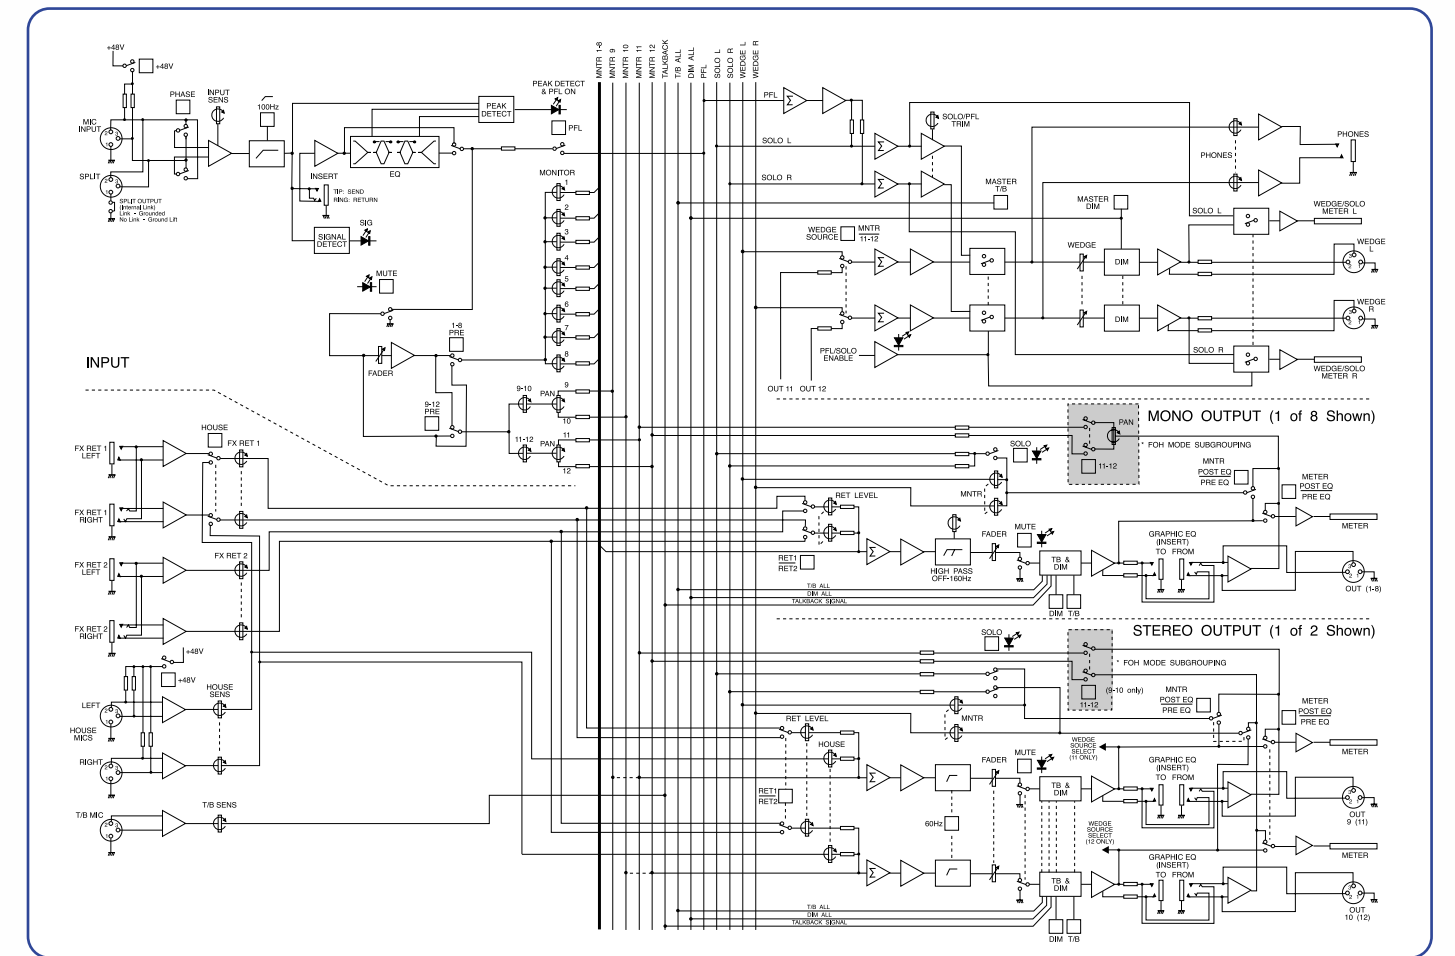 +48V
+48V
PHASE
INPUT
SENS
100Hz
MIC
INPUT
SPLIT
SPLIT OUTPUT
(Internal Link)
Link - Grounded
No Link - Ground Lift
INSERT
TIP: SEND
RING: RETURN
SIGNAL
DETECT
SIG
EQ
PEAK
DETECT
PEAK DETECT
& PFL ON
PFL
MONITOR
1
2
3
4
5
6
7
8
MUTE
1-8
PRE
FADER
9-12
PRE
9-10
PAN
9
10
11-12
PAN
11
12
INPUT
MNTR 1-8
MNTR 9
MNTR 10
MNTR 11
MNTR 12
TALKBACK
T/B ALL
DIM ALL
PFL
SOLO L
SOLO R
WEDGE L
WEDGE R
PFL
Σ
SOLO L
Σ
SOLO/PFL
TRIM
SOLO R
Σ
MASTER
T/B
MASTER
DIM
PHONES
PHONES
SOLO L
WEDGE/SOLO
METER L
WEDGE
SOURCE
MNTR
11-12
Σ
WEDGE
DIM
WEDGE
L
Σ
DIM
WEDGE
R
PFL/SOLO
ENABLE
SOLO R
WEDGE/SOLO
METER R
OUT 11
OUT 12
MONO OUTPUT (1 of 8 Shown)
PAN
* FOH MODE SUBGROUPING
11-12
SOLO
MNTR
MNTR
POST EQ
PRE EQ
METER
POST EQ
PRE EQ
METER
RET LEVEL
RET1
RET2
Σ
HIGH PASS
OFF-160Hz
FADER
MUTE
TB &
DIM
GRAPHIC EQ
(INSERT)
TO FROM
OUT (1-8)
T/B ALL
DIM ALL
TALKBACK SIGNAL
DIM
T/B
HOUSE
FX RET 1
FX RET 1
LEFT
FX RET 1
RIGHT
FX RET 2
LEFT
FX RET 2
FX RET 2
RIGHT
+48V
+48V
HOUSE
SENS
LEFT
HOUSE
MICS
RIGHT
T/B MIC
T/B SENS
STEREO OUTPUT (1 of 2 Shown)
SOLO
* FOH MODE SUBGROUPING
(9-10 only)
11-12
MNTR
POST EQ
PRE EQ
METER
POST EQ
PRE EQ
MNTR
RET LEVEL
HOUSE
RET1
RET2
Σ
FADER
MUTE
TB &
DIM
WEDGE
SOURCE
SELECT
(11 ONLY)
GRAPHIC EQ
(INSERT)
TO FROM
METER
OUT
9 (11)
60Hz
WEDGE
SOURCE
SELECT
(12 ONLY)
METER
Σ
TB &
DIM
GRAPHIC EQ
(INSERT)
TO FROM
OUT
10 (12)
T/B ALL
DIM ALL
TALKBACK SIGNAL
DIM
T/B